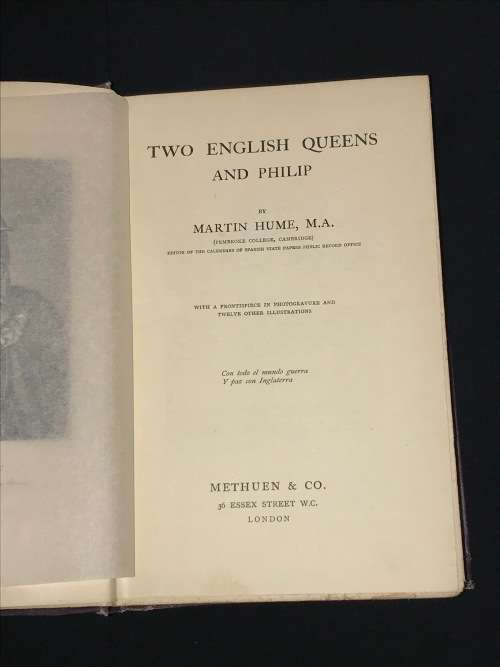 TWO ENGLISH QUEENS
AND PHILIP
BY
MARTIN HUME, M.A.
(PEMBROKE COLLEGE, CAMBRIDGE)
EDITOR OF THE CALENDARS OF SPANISH STATE PAPERS PUBLIC RECORD OFFICE
WITH A FRONTISPIECE IN PHOTOGRAVURE AND
TWELVE OTHER ILLUSTRATIONS
Con todo el mundo guerra
Y paz con Inglaterra
METHUEN & CO.
36 ESSEX STREET W.C.
LONDON